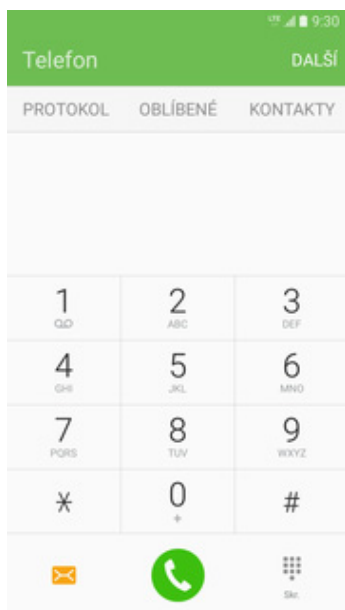 LTE 9:30
Telefon DALŠÍ
PROTOKOL OBLÍBENÉ KONTAKTY
1 2 3
ABC DEF
4 5 6
GHI JKL MNO
7 8 9
PQRS TUV WXYZ
* 0 #
+
Skr.